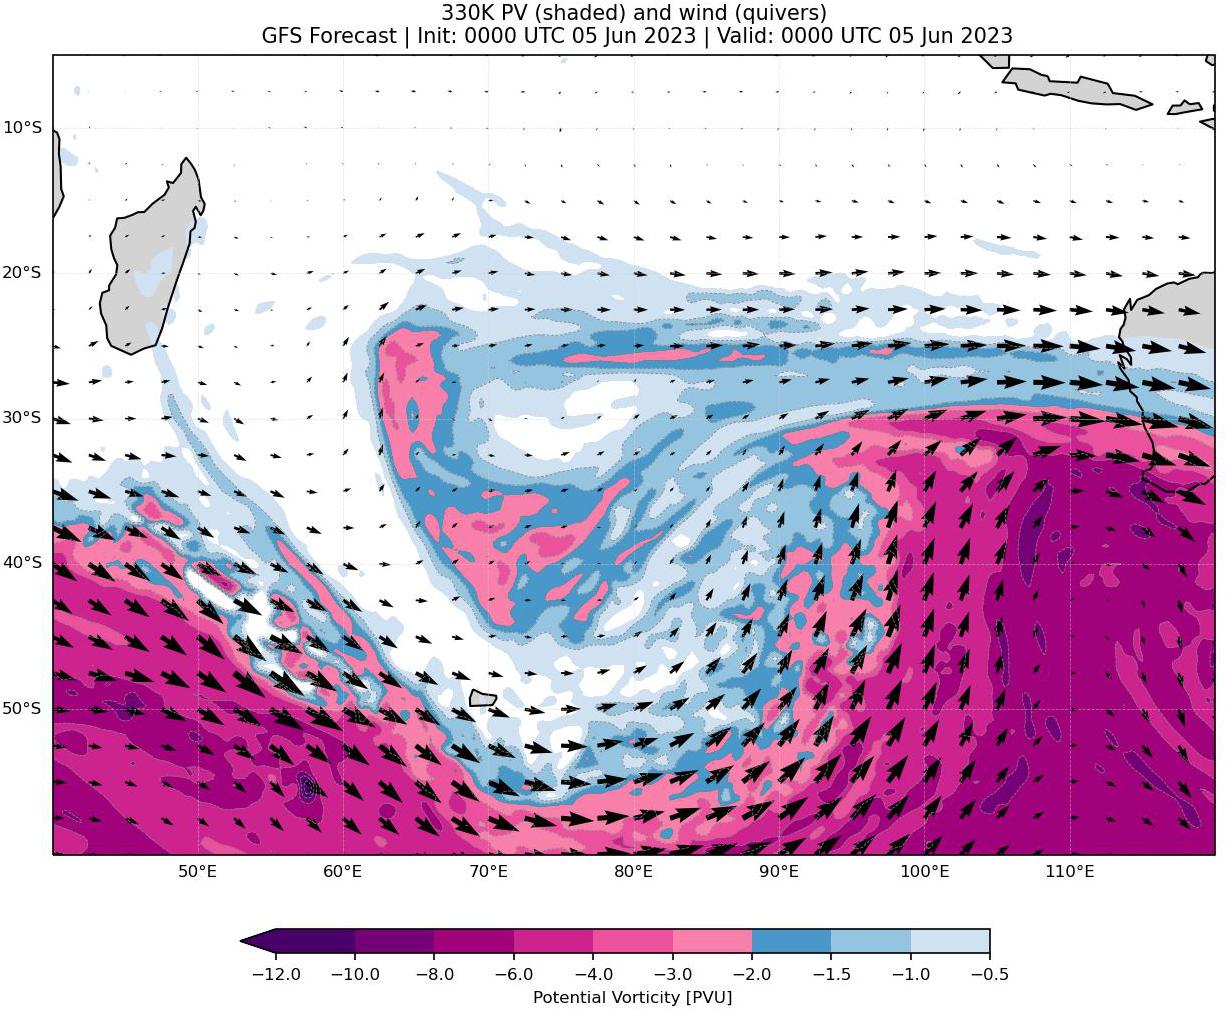 330K PV (shaded) and wind (quivers)
GFS Forecast | Init: 0000 UTC 05 Jun 2023 | Valid: 0000 UTC 05 Jun 2023
10°S
20°S
30°S
40°S
50°S
50°E 60°E 70°E 80°E 90°E 100°E 110°E
−12.0 −10.0 −8.0 −6.0 −4.0 −3.0 −2.0 −1.5 −1.0 −0.5
Potential Vorticity [PVU]